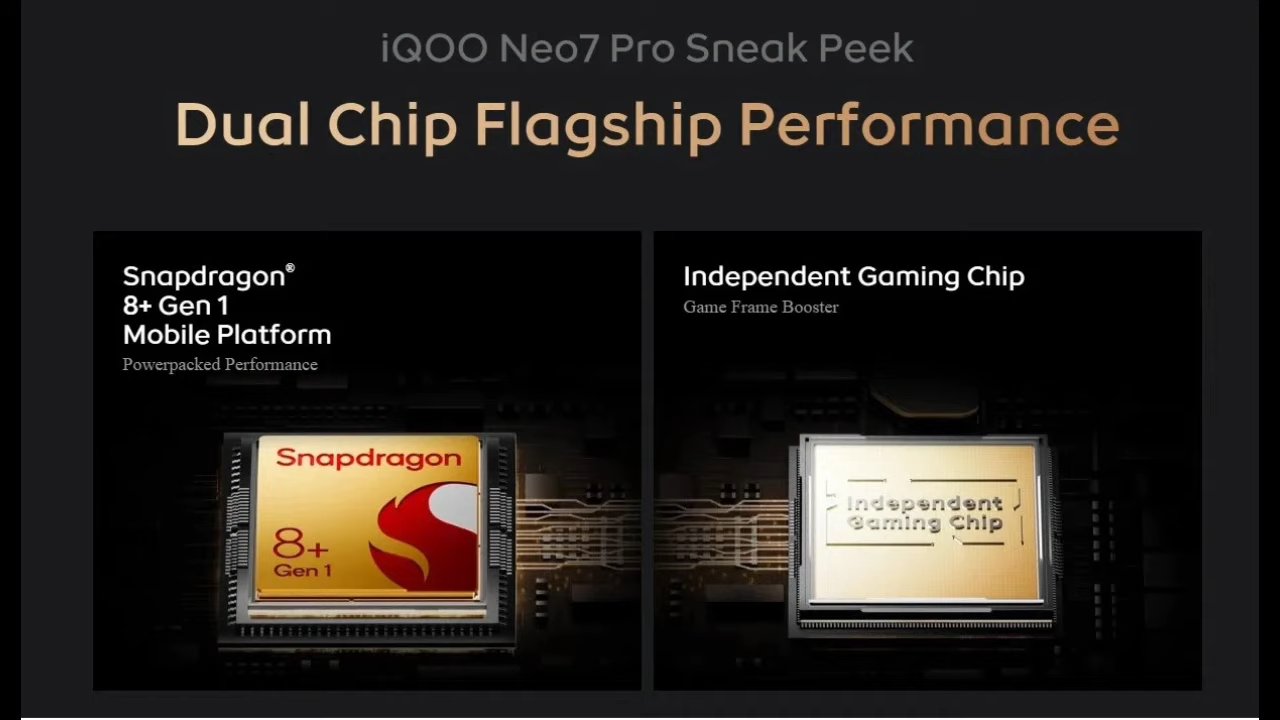 iQOO Neo7 Pro Sneak Peek
Dual Chip Flagship Performance
Snapdragon®
8+ Gen 1
Mobile Platform
Powerpacked Performance
Snapdragon
8+
Gen 1
Independent Gaming Chip
Game Frame Booster
Independent
Gaming Chip